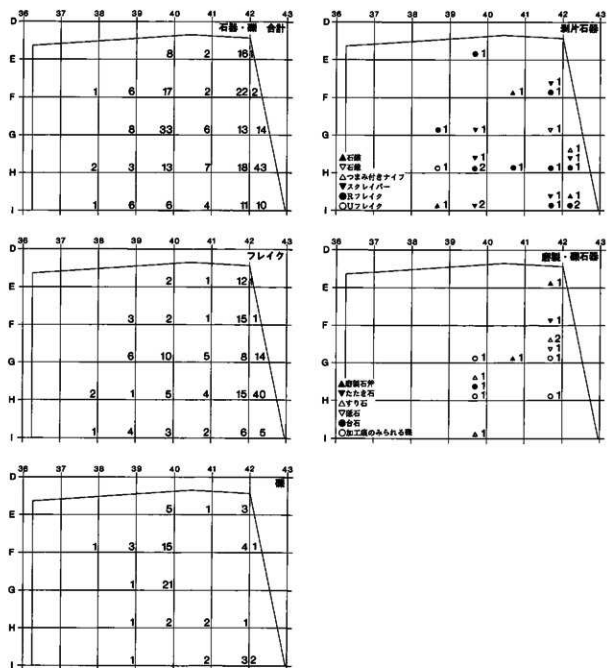 36 37 38 39 40 41 42 43
石器・礫 合計
D
E 8 2 16
F 1 6 17 2 22 2
G 8 33 6 13 14
H 2 3 13 7 18 43
I 1 6 6 4 11 10
36 37 38 39 40 41 42 43
剥片石器
D
E ●1
▼1
F ▲1 ●1
G ●1 ▼1 ▽1
▲石鏃
▽石錐
△つまみ付きナイフ
▼スクレイパー
●Rフレイク
○Uフレイク
△1
▼1 ▼1
H ○1 ●2 ●1 ●1 ●1
▼1 ▲1
I ▲1 ▽2 ●1 ●2
36 37 38 39 40 41 42 43
フレイク
D
E 2 1 12
F 3 2 1 15 1
G 6 10 5 8 14
H 2 1 5 4 15 40
I 1 4 3 2 6 5
36 37 38 39 40 41 42 43
磨製・礫石器
D
E ▲1
F ▼1
△2
▽1
G ○1 ▲1 ○1
▲磨製石斧
▼たたき石
△すり石
▽砥石
●台石
○加工痕のみられる礫
△1
●1
H ○1 ○1
I ▲1
36 37 38 39 40 41 42 43
礫
D
E 5 1 3
F 1 3 15 4 1
G 1 21
H 1 2 2 1
I 1 2 3 2